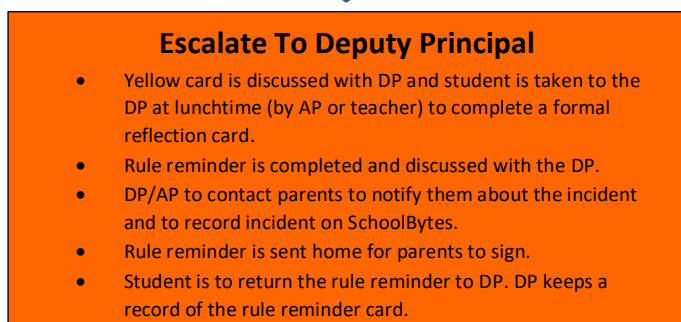 Escalate To Deputy Principal
• Yellow card is discussed with DP and student is taken to the
DP at lunchtime (by AP or teacher) to complete a formal
reflection card.
• Rule reminder is completed and discussed with the DP.
• DP/AP to contact parents to notify them about the incident
and to record incident on SchoolBytes.
• Rule reminder is sent home for parents to sign.
• Student is to return the rule reminder to DP. DP keeps a
record of the rule reminder card.